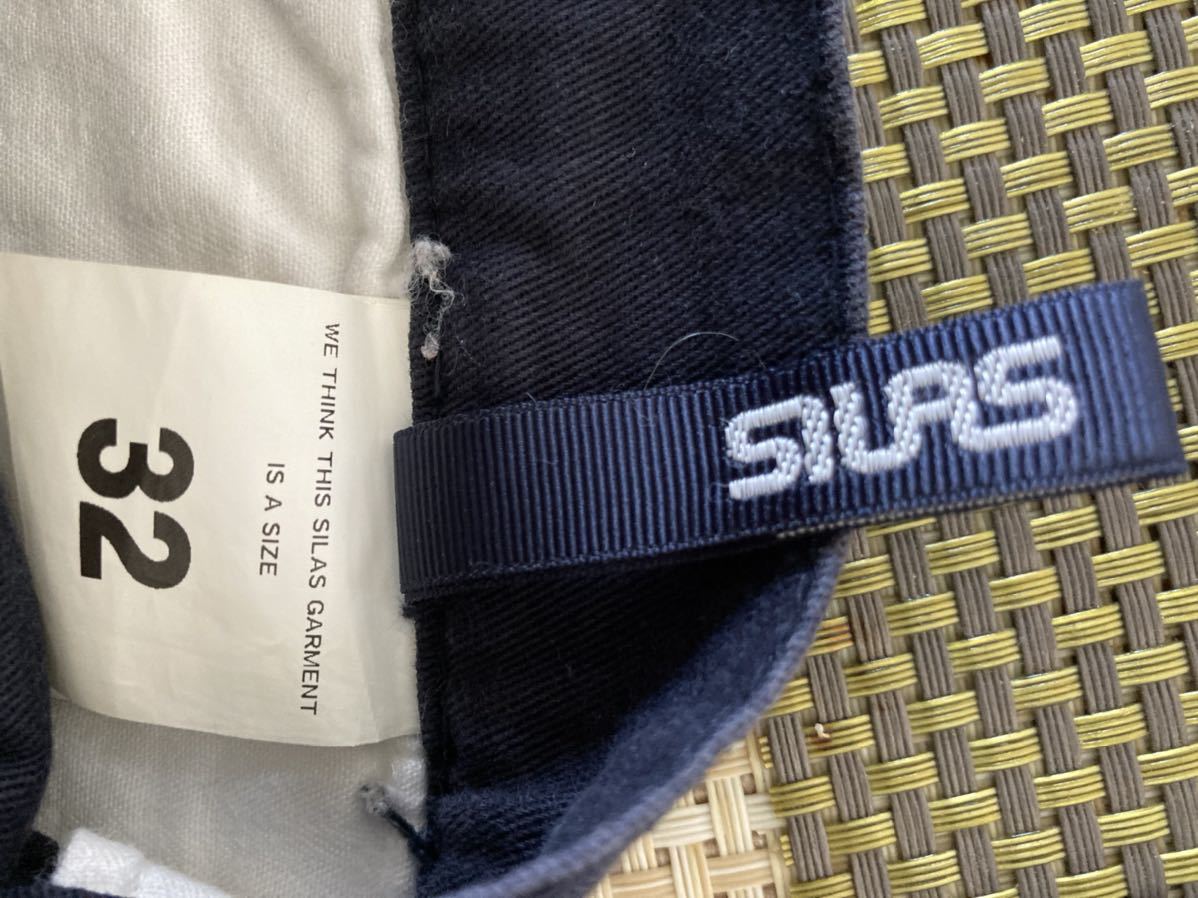 WE THINK THIS SILAS GARMENT
IS A SIZE
32
SILAS